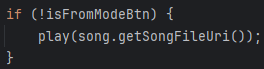 if (!isFromModeBtn) {
    play(song.getSongFileUri());
}